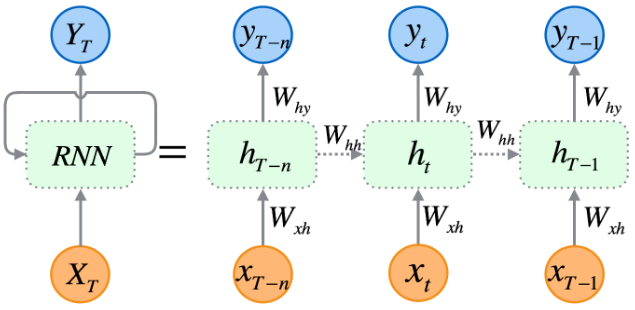 Y_T y_{T-n} y_t y_{T-1}
W_{hy} W_{hy} W_{hy}
W_{hh} W_{hh}
RNN = h_{T-n} h_t h_{T-1}
W_{xh} W_{xh} W_{xh}
X_T x_{T-n} x_t x_{T-1}